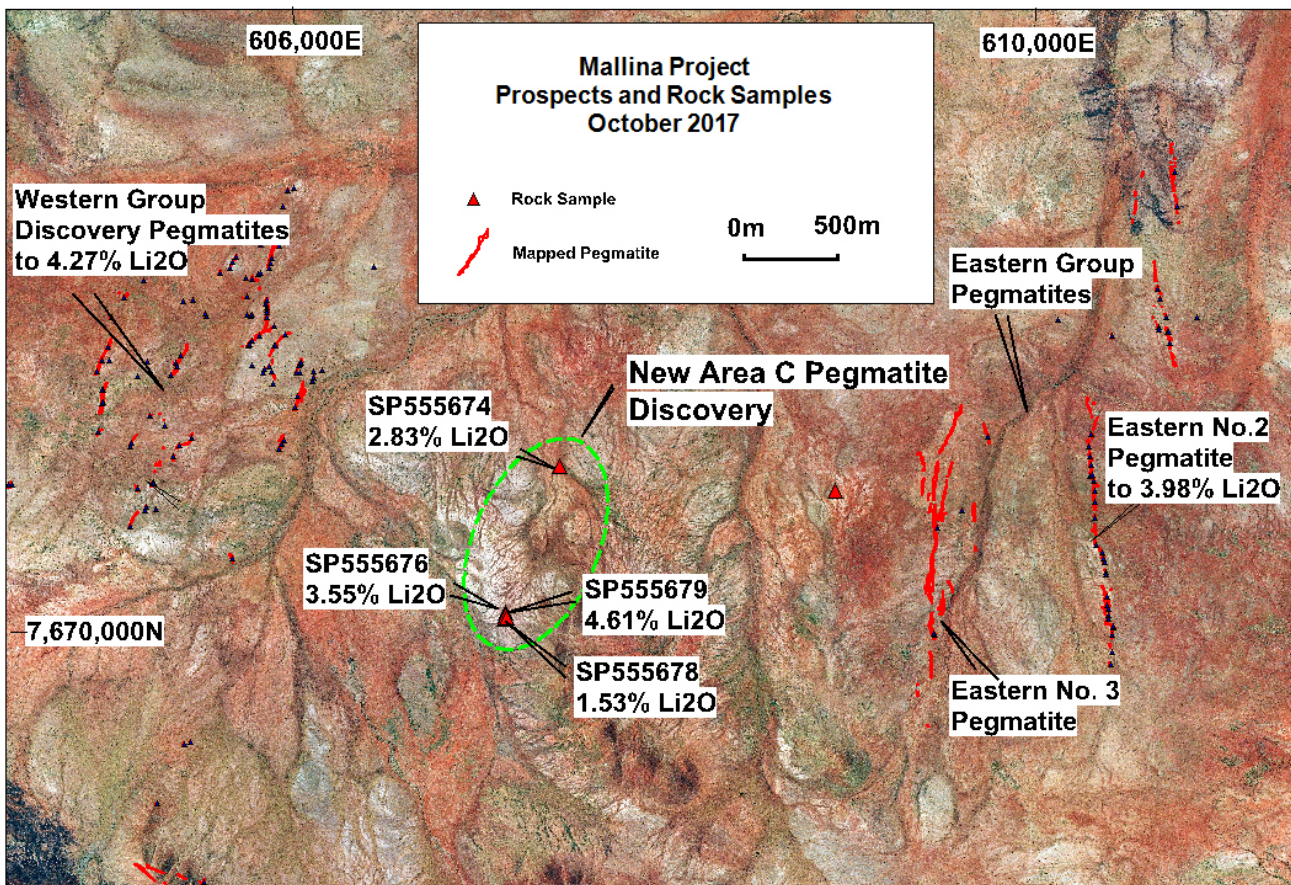 606,000E
610,000E
Mallina Project
Prospects and Rock Samples
October 2017
Rock Sample
Mapped Pegmatite
0m 500m
Western Group
Discovery Pegmatites
to 4.27% Li2O
Eastern Group
Pegmatites
New Area C Pegmatite
Discovery
SP555674
2.83% Li2O
Eastern No.2
Pegmatite
to 3.98% Li2O
SP555676
3.55% Li2O
SP555679
4.61% Li2O
7,670,000N
SP555678
1.53% Li2O
Eastern No. 3
Pegmatite